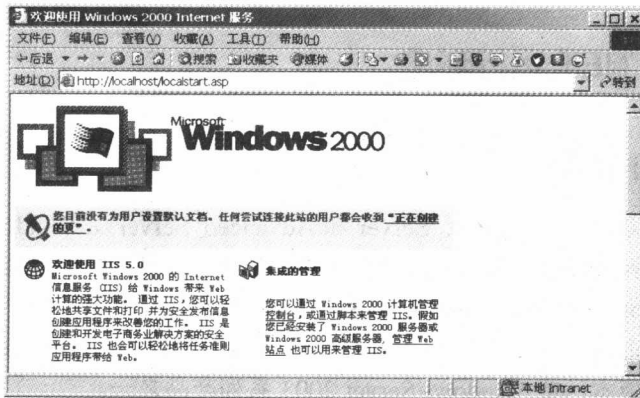 欢迎使用 Windows 2000 Internet 服务
文件(F) 编辑(E) 查看(V) 收藏(A) 工具(T) 帮助(H)
后退 搜索 收藏夹 媒体
地址(D) http://localhost/localstart.asp 转到
Microsoft
Windows 2000
您目前没有为用户设置默认文档。任何尝试连接此站的用户都会收到"正在创建
的页"。
欢迎使用 IIS 5.0
Microsoft Windows 2000 的 Internet
信息服务 (IIS) 给 Windows 带来 Web
计算的强大功能。 通过 IIS，您可以轻
松地共享文件和打印 并为安全发布信息
创建应用程序来改善您的工作。 IIS 是
创建和开发电子商务业解决方案的安全
平台。 IIS 也会可以轻松地将任务准则
应用程序带给 Web。
集成的管理
您可以通过 Windows 2000 计算机管理
控制台，或通过脚本来管理 IIS。假如
您已经安装了 Windows 2000 服务器或
Windows 2000 高级服务器，管理 Web
站点 也可以用来管理 IIS。
本地 Intranet